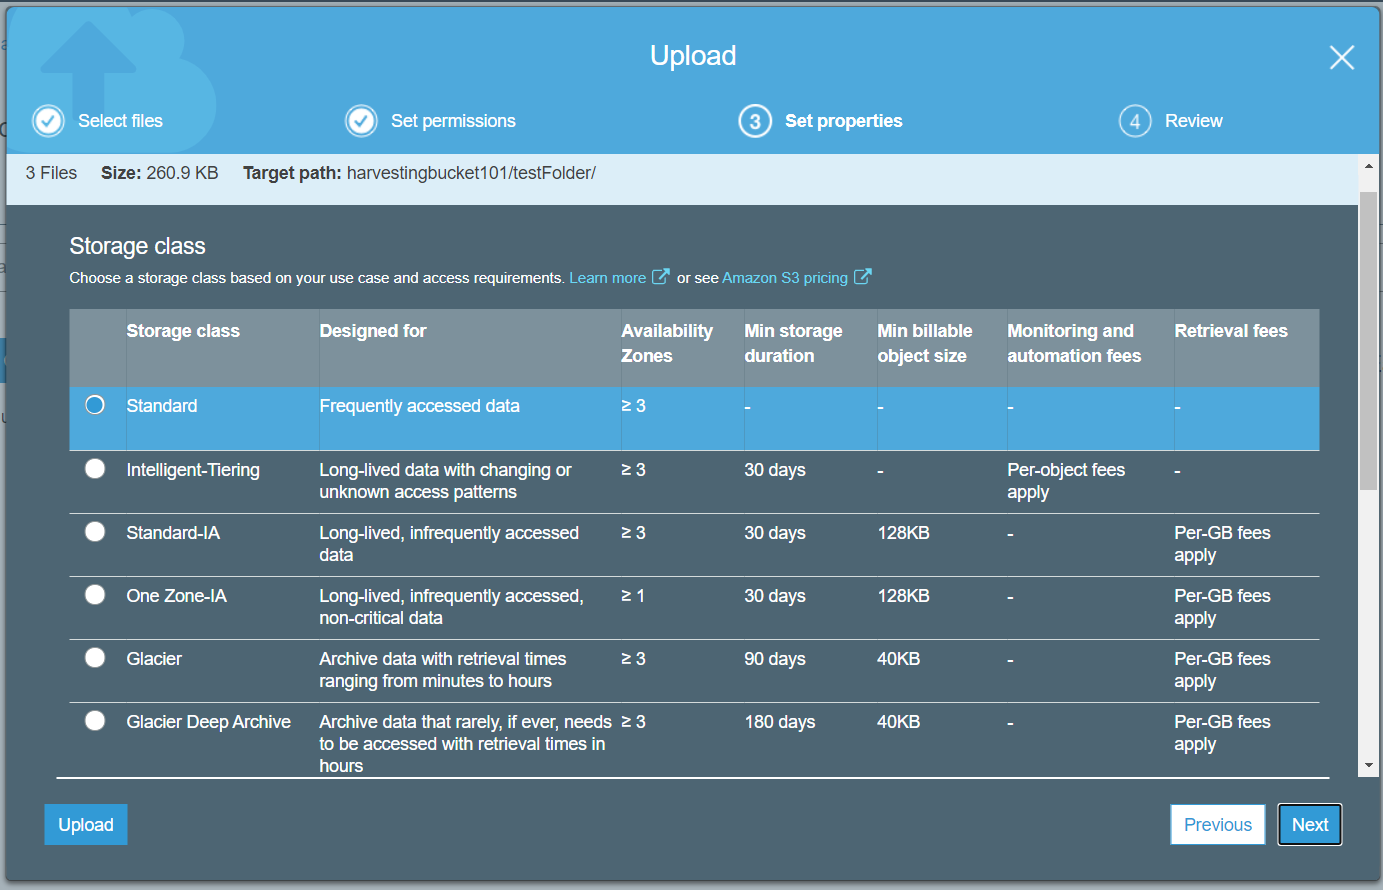 Upload
Select files
Set permissions
3 Set properties
4 Review
3 Files Size: 260.9 KB Target path: harvestingbucket101/testFolder/
Storage class
Choose a storage class based on your use case and access requirements. Learn more or see Amazon S3 pricing
Storage class
Designed for
Availability
Zones
Min storage
duration
Min billable
object size
Monitoring and
automation fees
Retrieval fees
Standard
Frequently accessed data
≥ 3
-
-
-
-
Intelligent-Tiering
Long-lived data with changing or
unknown access patterns
≥ 3
30 days
-
Per-object fees
apply
-
Standard-IA
Long-lived, infrequently accessed
data
≥ 3
30 days
128KB
-
Per-GB fees
apply
One Zone-IA
Long-lived, infrequently accessed,
non-critical data
≥ 1
30 days
128KB
-
Per-GB fees
apply
Glacier
Archive data with retrieval times
ranging from minutes to hours
≥ 3
90 days
40KB
-
Per-GB fees
apply
Glacier Deep Archive
Archive data that rarely, if ever, needs
to be accessed with retrieval times in
hours
≥ 3
180 days
40KB
-
Per-GB fees
apply
Upload
Previous
Next